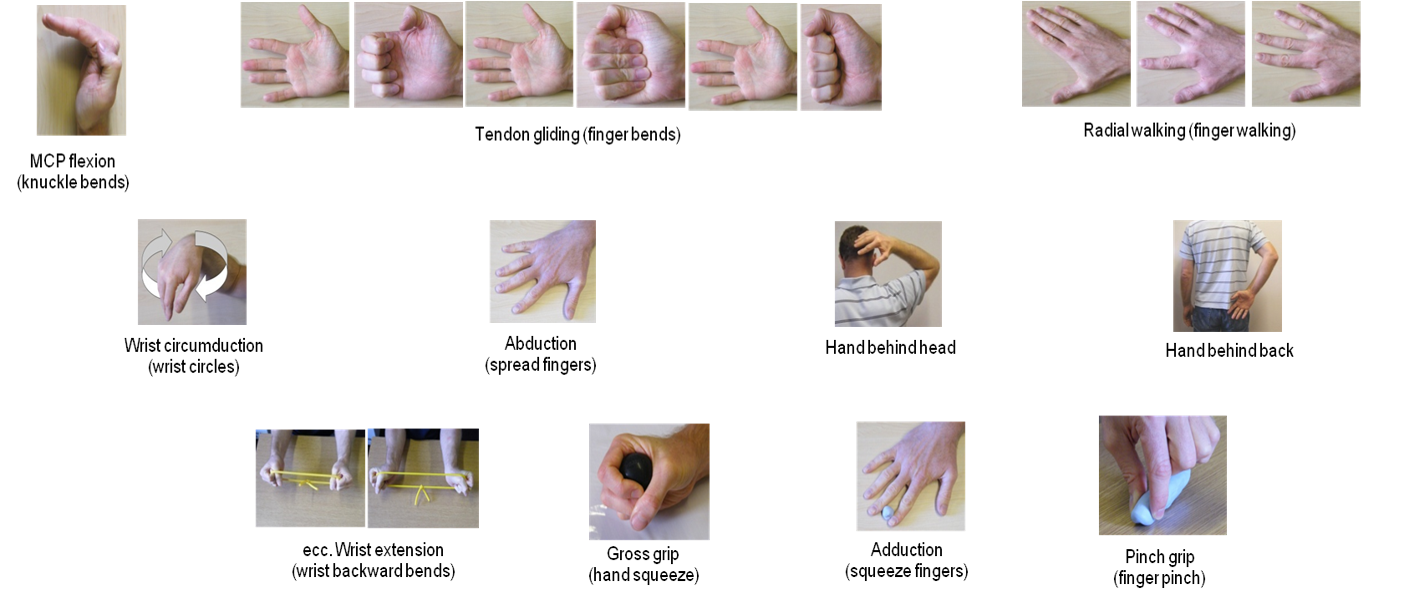 Tendon gliding (finger bends)
Radial walking (finger walking)
MCP flexion
(knuckle bends)
Wrist circumduction
(wrist circles)
Abduction
(spread fingers)
Hand behind head
Hand behind back
ecc. Wrist extension
(wrist backward bends)
Gross grip
(hand squeeze)
Adduction
(squeeze fingers)
Pinch grip
(finger pinch)